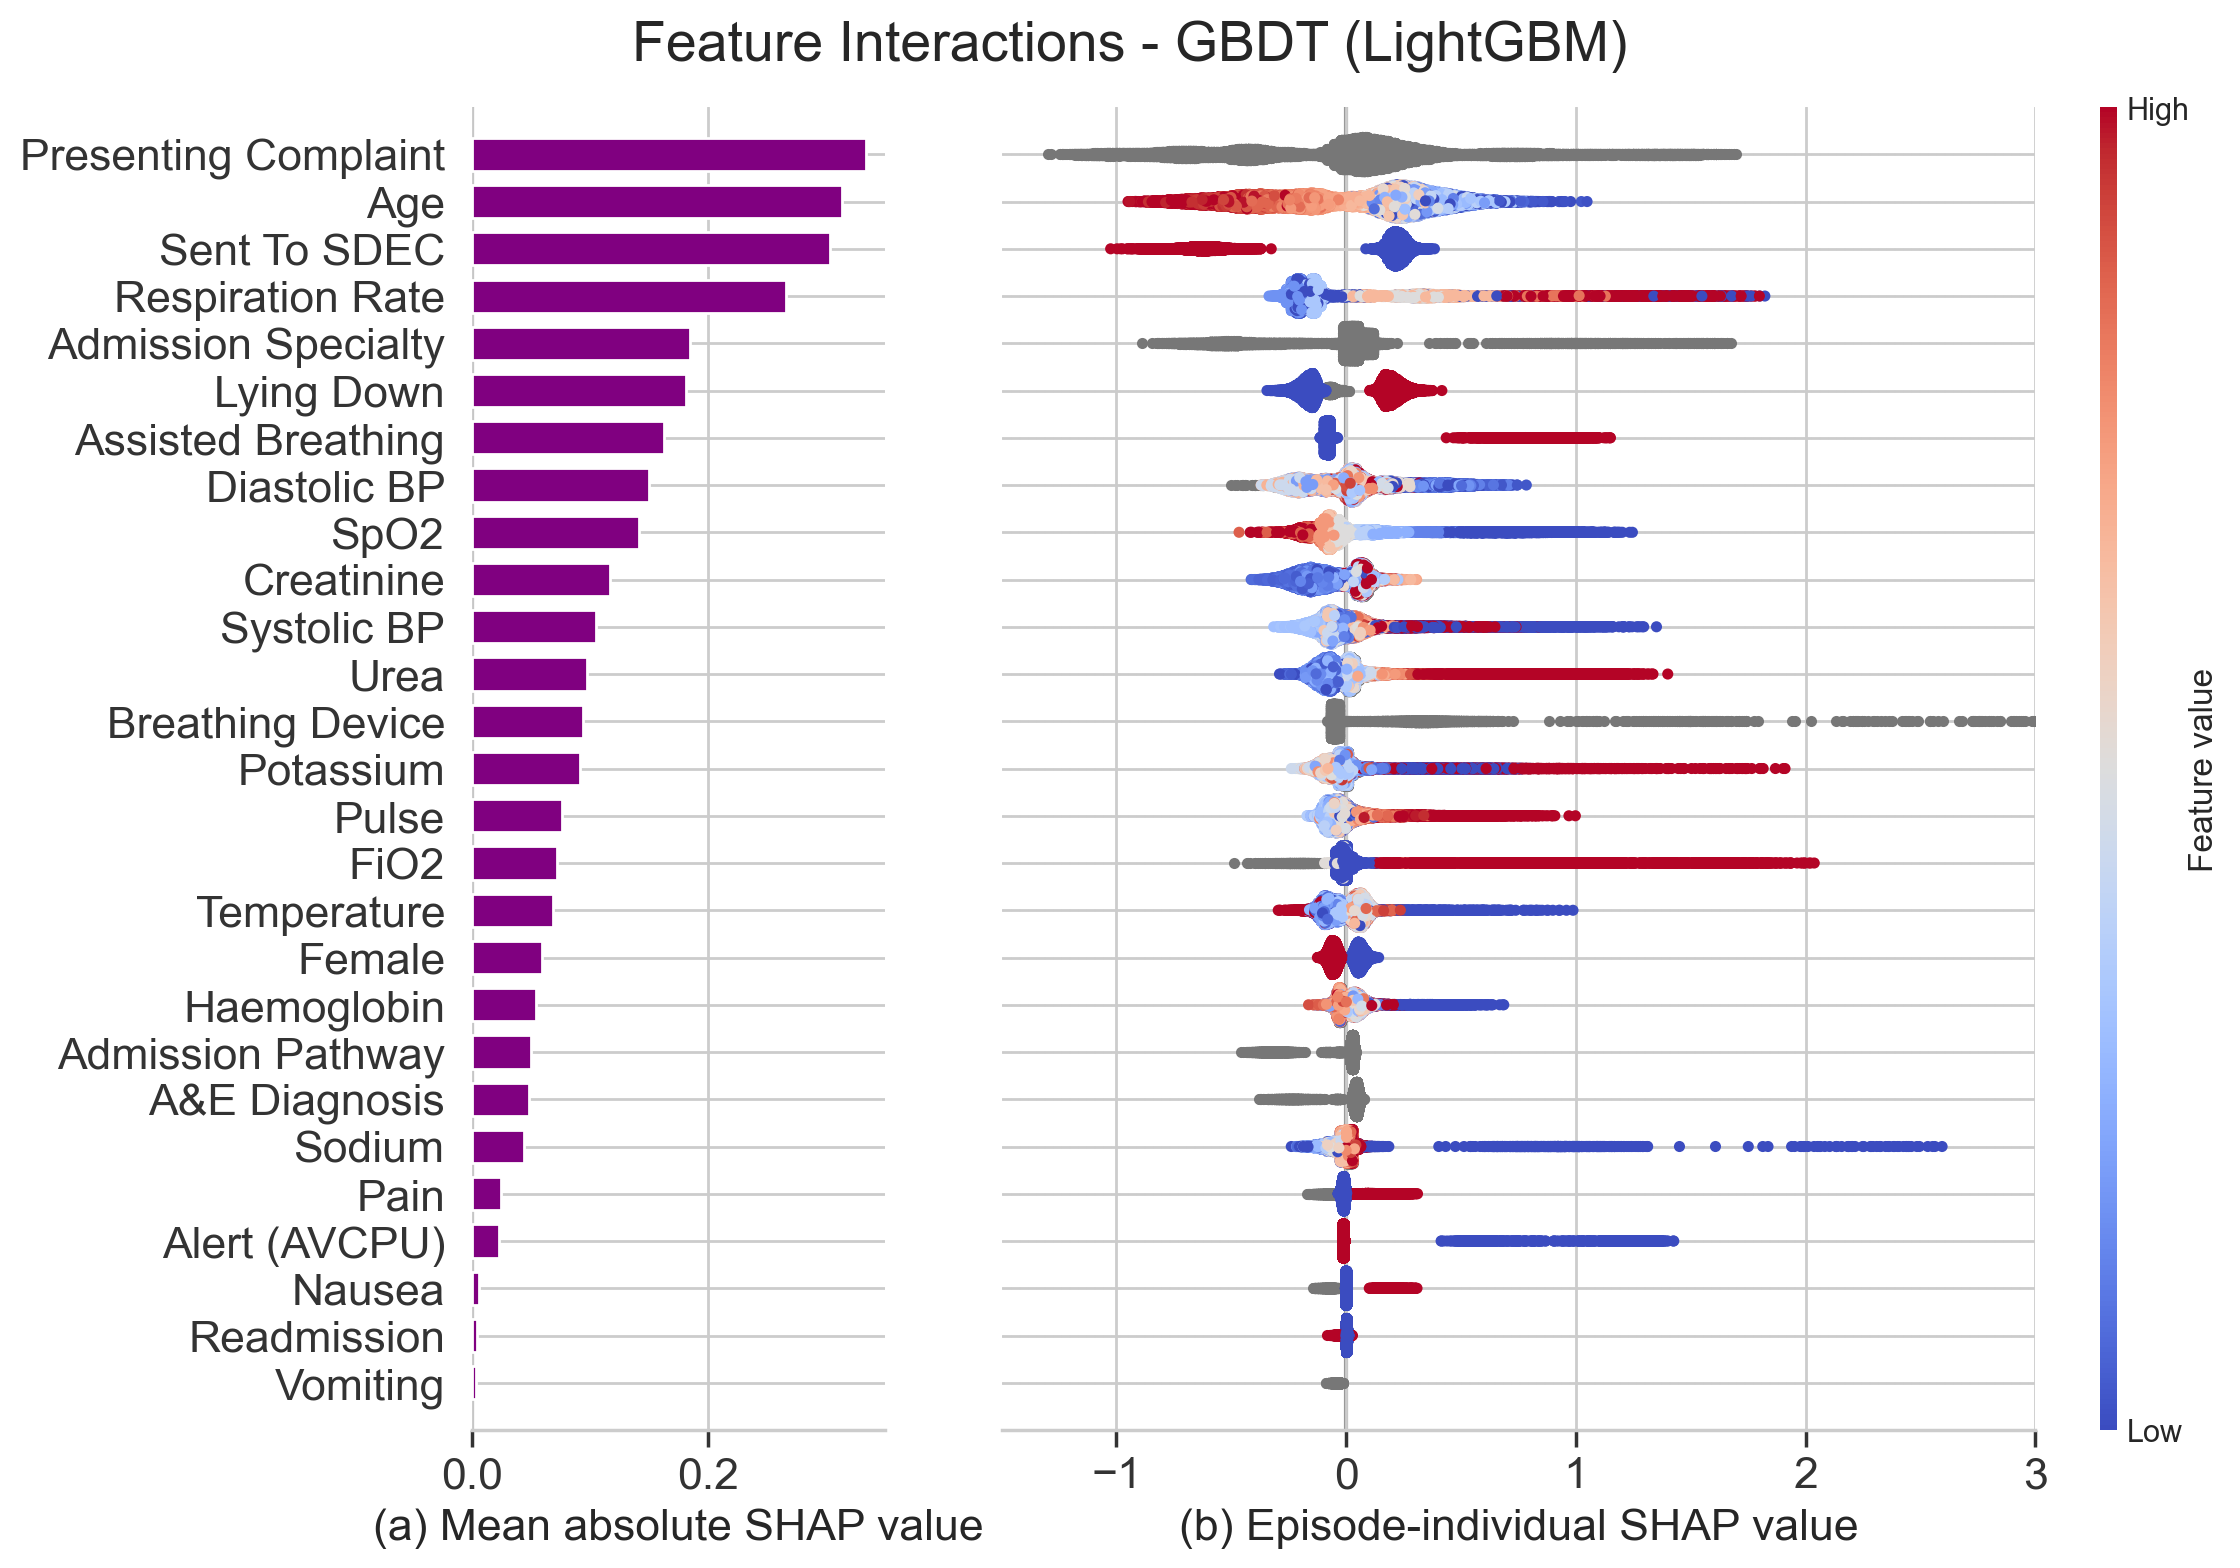 Feature Interactions - GBDT (LightGBM)
Presenting Complaint
Age
Sent To SDEC
Respiration Rate
Admission Specialty
Lying Down
Assisted Breathing
Diastolic BP
SpO2
Creatinine
Systolic BP
Urea
Breathing Device
Potassium
Pulse
FiO2
Temperature
Female
Haemoglobin
Admission Pathway
A&E Diagnosis
Sodium
Pain
Alert (AVCPU)
Nausea
Readmission
Vomiting
0.0 0.2
(a) Mean absolute SHAP value
−1 0 1 2 3
(b) Episode-individual SHAP value
High
Feature value
Low